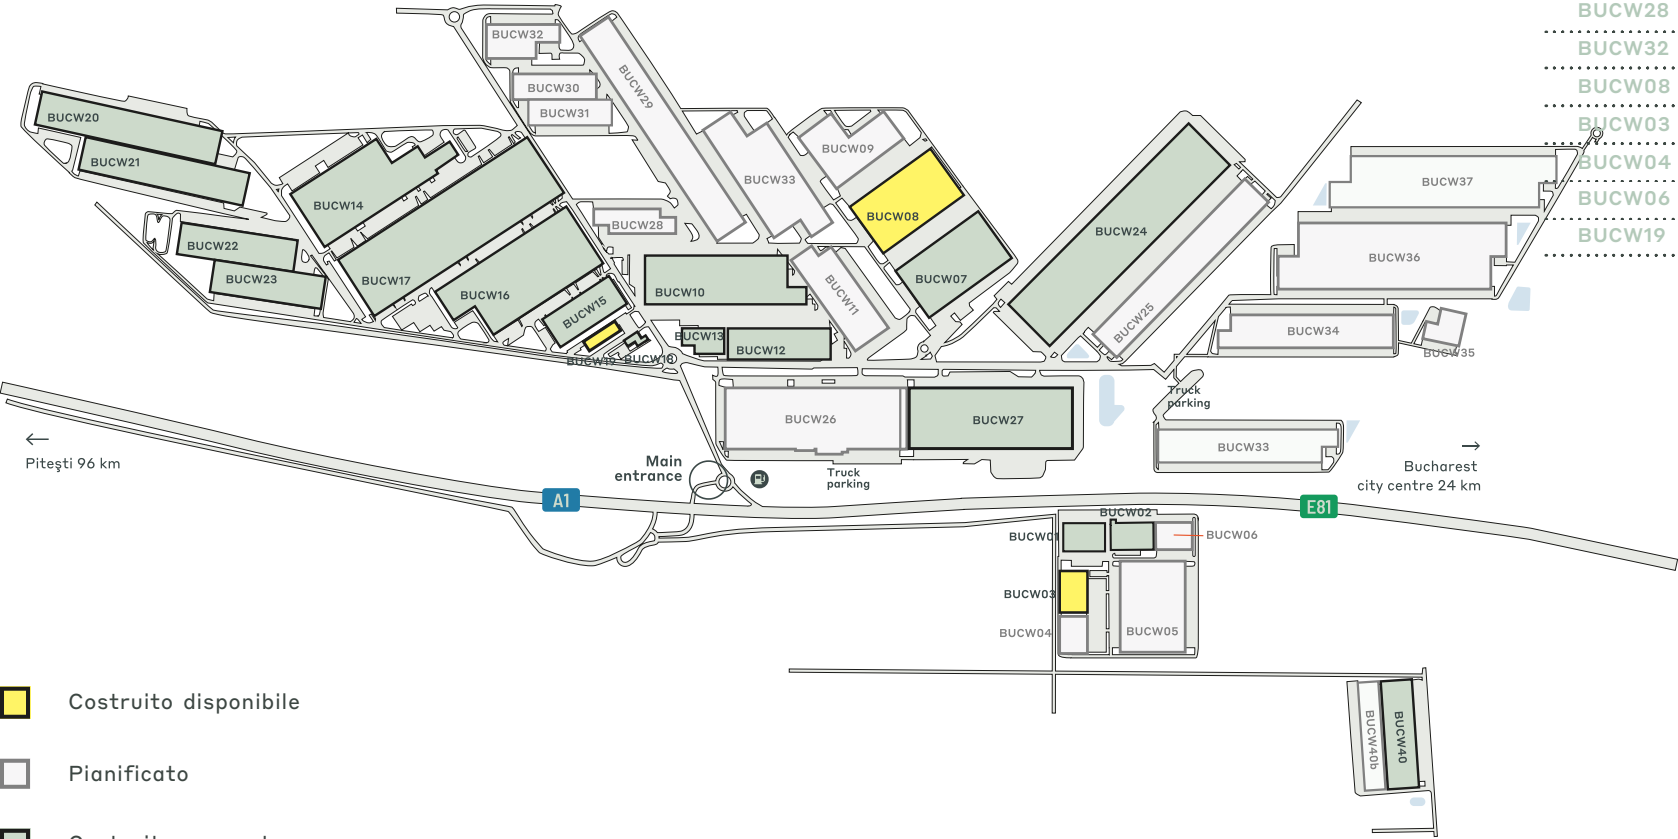 BUCW28
BUCW32
BUCW08
BUCW03
BUCW04
BUCW06
BUCW19
BUCW32
BUCW30
BUCW31
BUCW29
BUCW20
BUCW21
BUCW09
BUCW33
BUCW37
BUCW14
BUCW08
BUCW28
BUCW24
BUCW22
BUCW36
BUCW23
BUCW17
BUCW07
BUCW10
BUCW16
BUCW11
BUCW15
BUCW25
BUCW34
BUCW13
BUCW12
BUCW35
BUCW19
BUCW18
Truck
parking
BUCW26
BUCW27
BUCW33
←
Piteşti 96 km
Main
entrance
Truck
parking
→
Bucharest
city centre 24 km
A1
E81
BUCW02
BUCW01
BUCW06
BUCW03
BUCW04
BUCW05
BUCW40b
BUCW40
Costruito disponibile
Pianificato